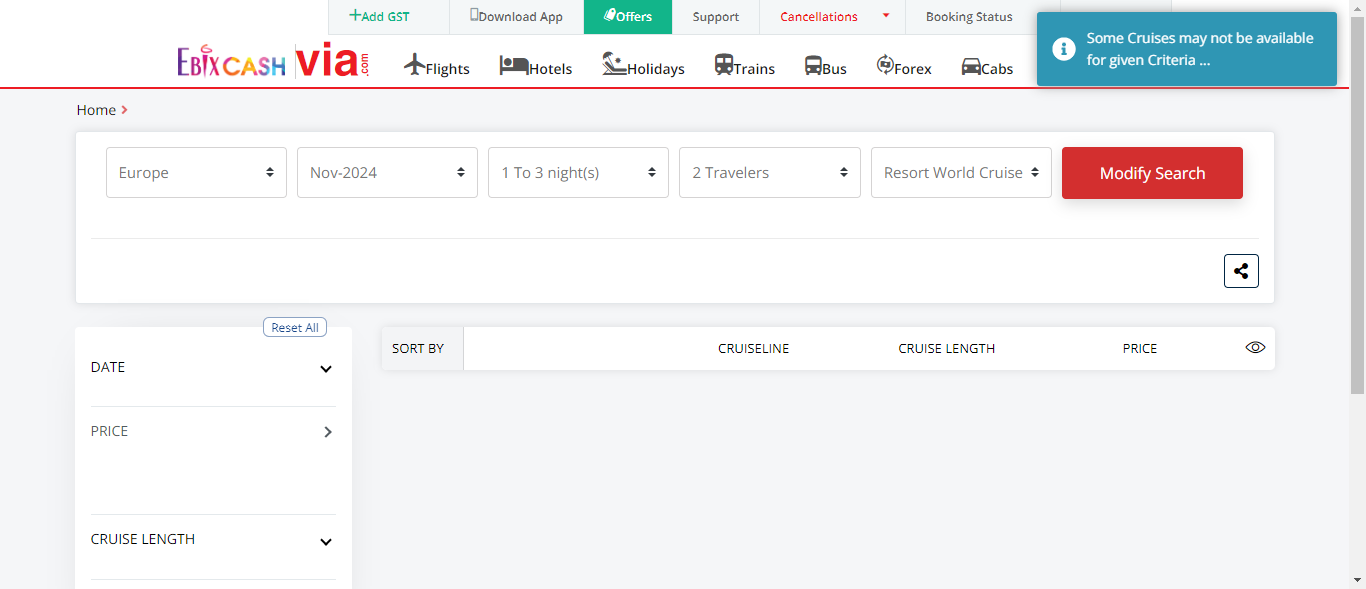 Add GST
Download App
Offers
Support
Cancellations
Booking Status
Some Cruises may not be available
for given Criteria ...
EBIXCASH
via.com
Flights
Hotels
Holidays
Trains
Bus
Forex
Cabs
Home
Europe
Nov-2024
1 To 3 night(s)
2 Travelers
Resort World Cruise
Modify Search
Reset All
DATE
PRICE
CRUISE LENGTH
SORT BY
CRUISELINE
CRUISE LENGTH
PRICE